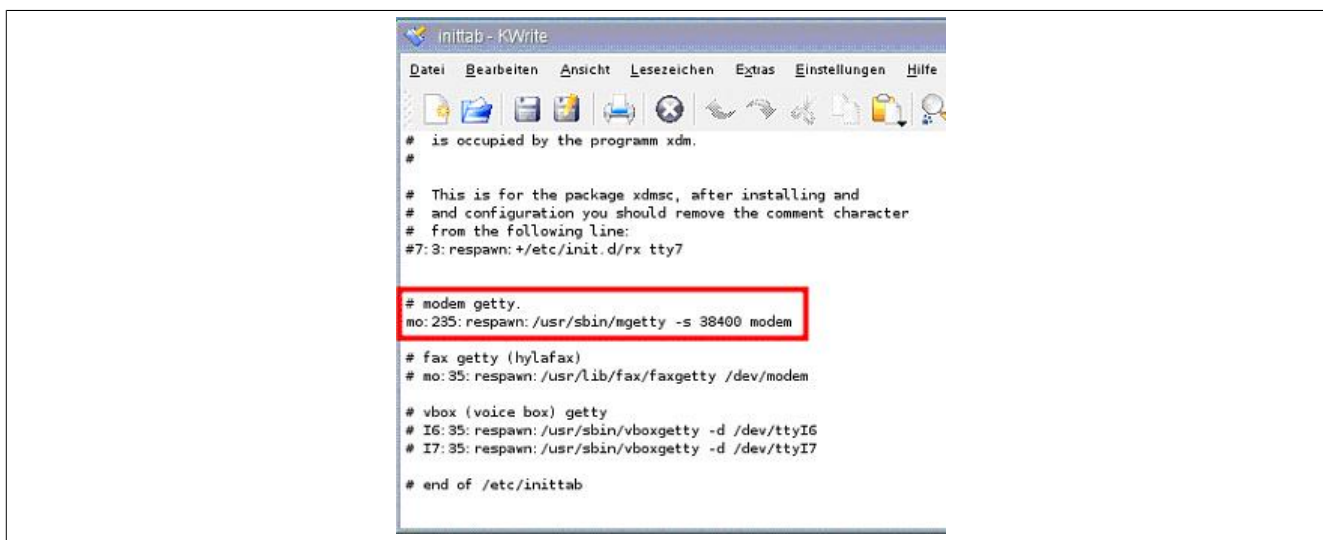 inittab - KWrite
Datei Bearbeiten Ansicht Lesezeichen Extras Einstellungen Hilfe
# is occupied by the programm xdm.
#
# This is for the package xdmsc, after installing and
# and configuration you should remove the comment character
# from the following line:
#7:3:respawn:+/etc/init.d/rx tty7
# modem getty.
mo:235:respawn:/usr/sbin/mgetty -s 38400 modem
# fax getty (hylafax)
# mo:35:respawn:/usr/lib/fax/faxgetty /dev/modem
# vbox (voice box) getty
# I6:35:respawn:/usr/sbin/vboxgetty -d /dev/ttyI6
# I7:35:respawn:/usr/sbin/vboxgetty -d /dev/ttyI7
# end of /etc/inittab